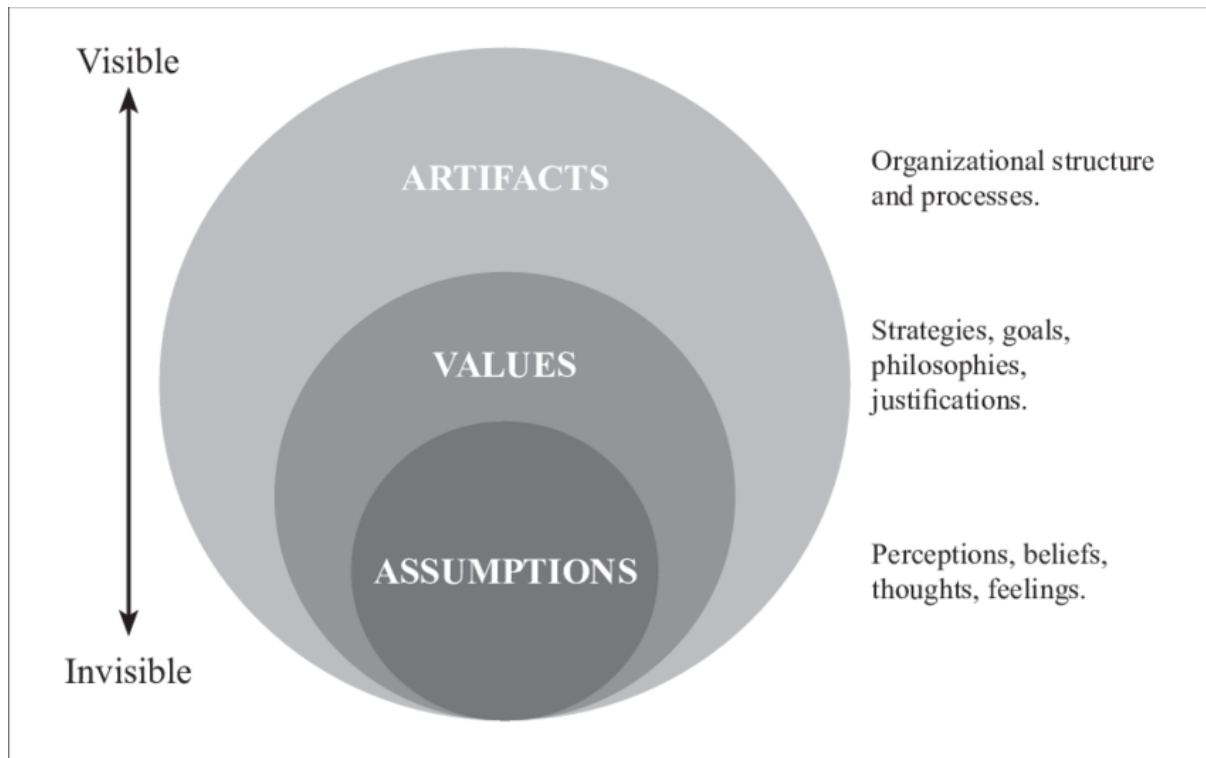 Visible
ARTIFACTS
Organizational structure
and processes.
VALUES
Strategies, goals,
philosophies,
justifications.
ASSUMPTIONS
Perceptions, beliefs,
thoughts, feelings.
Invisible